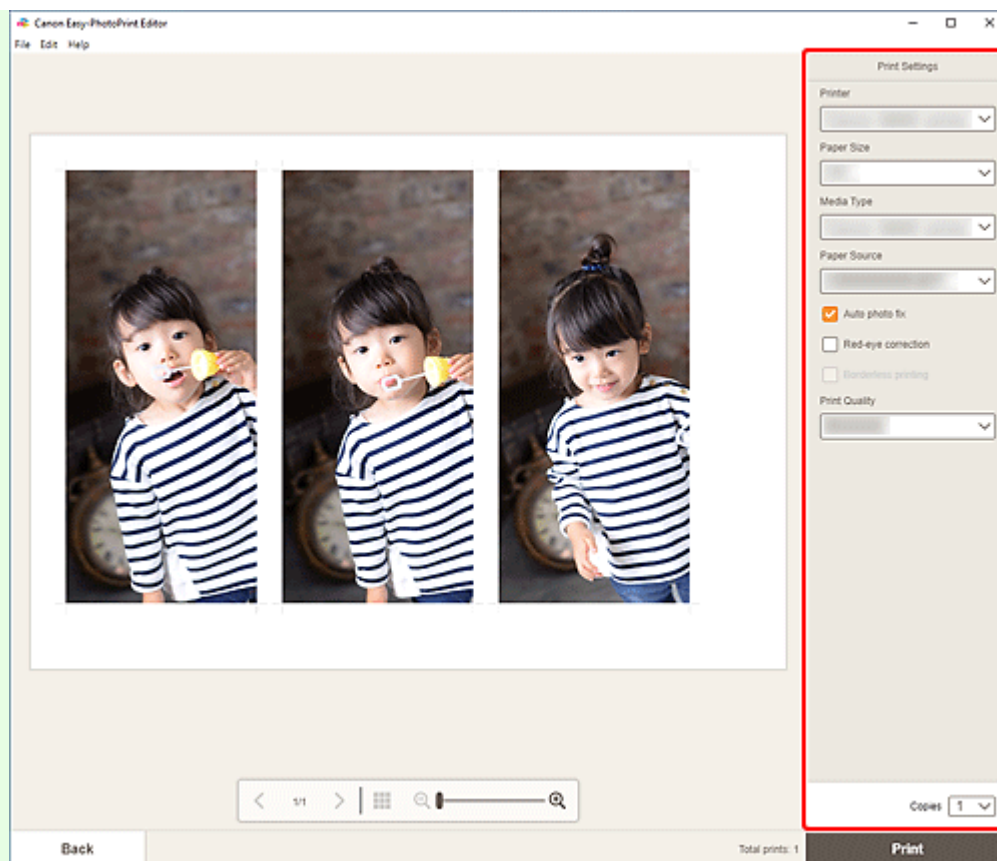 Canon Easy-PhotoPrint Editor
File Edit Help
Print Settings
Printer
Paper Size
Media Type
Paper Source
Auto photo fix
Red-eye correction
Borderless printing
Print Quality
1/1
Copies 1
Back
Total prints: 1
Print